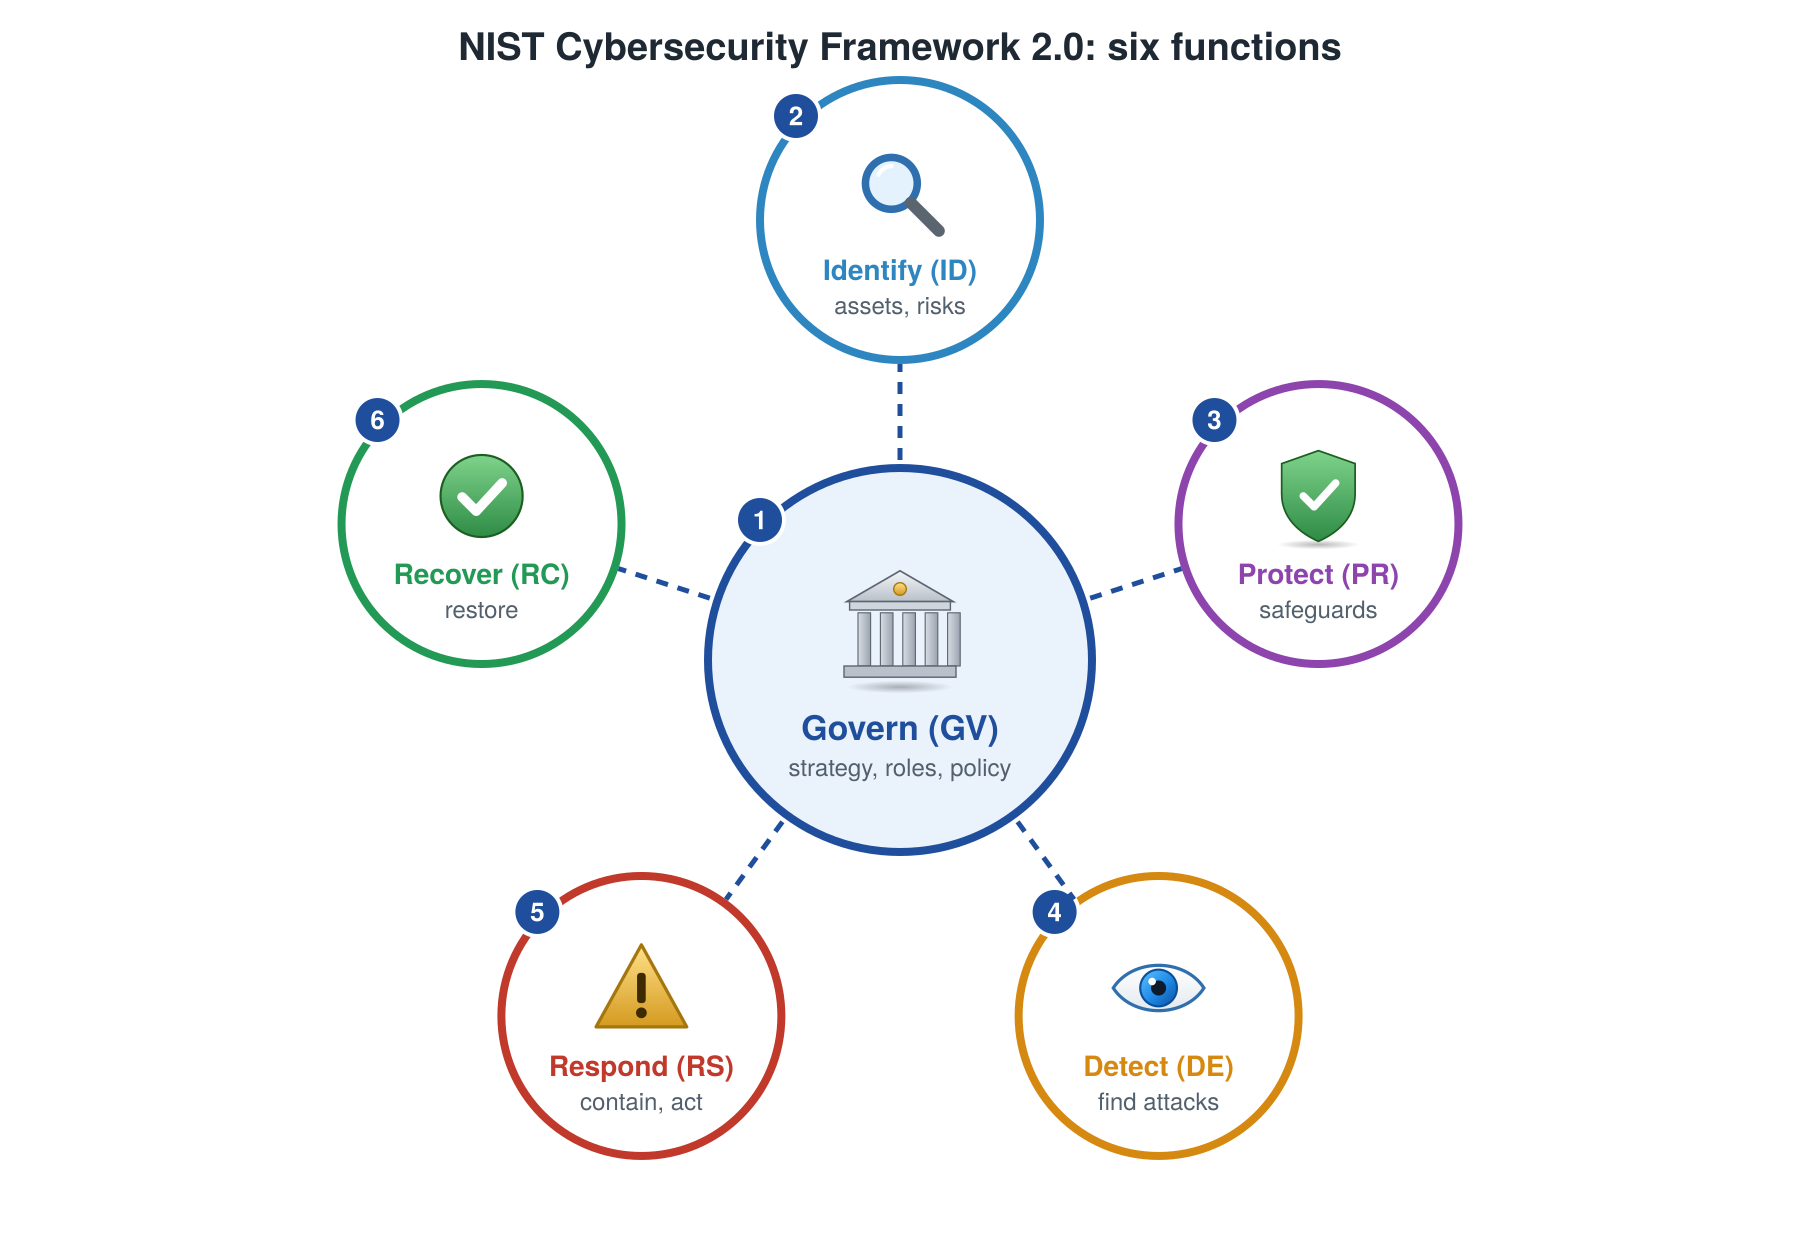 NIST Cybersecurity Framework 2.0: six functions
1
Govern (GV)
strategy, roles, policy
2
Identify (ID)
assets, risks
3
Protect (PR)
safeguards
4
Detect (DE)
find attacks
5
Respond (RS)
contain, act
6
Recover (RC)
restore